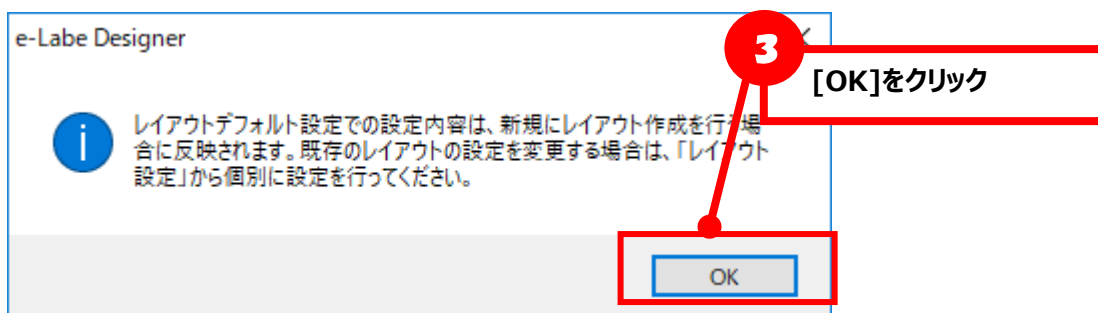 e-Labe Designer
3
[OK]をクリック
レイアウトデフォルト設定での設定内容は、新規にレイアウト作成を行う場
合に反映されます。既存のレイアウトの設定を変更する場合は、「レイアウト
設定」から個別に設定を行ってください。
OK